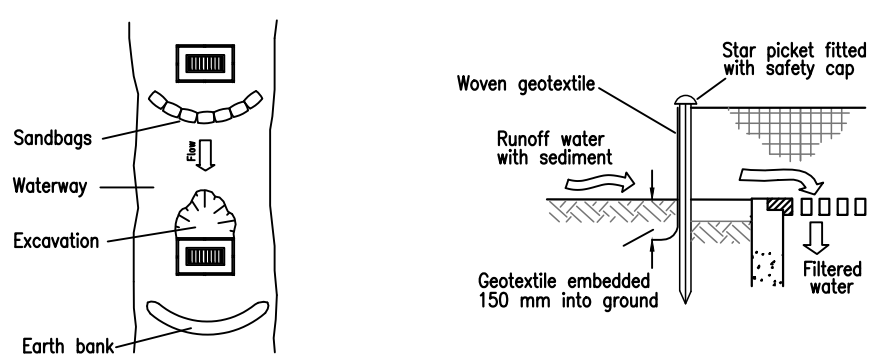 Sandbags
Flow
Waterway
Excavation
Earth bank
Star picket fitted
with safety cap
Woven geotextile
Runoff water
with sediment
Geotextile embedded
150 mm into ground
Filtered
water